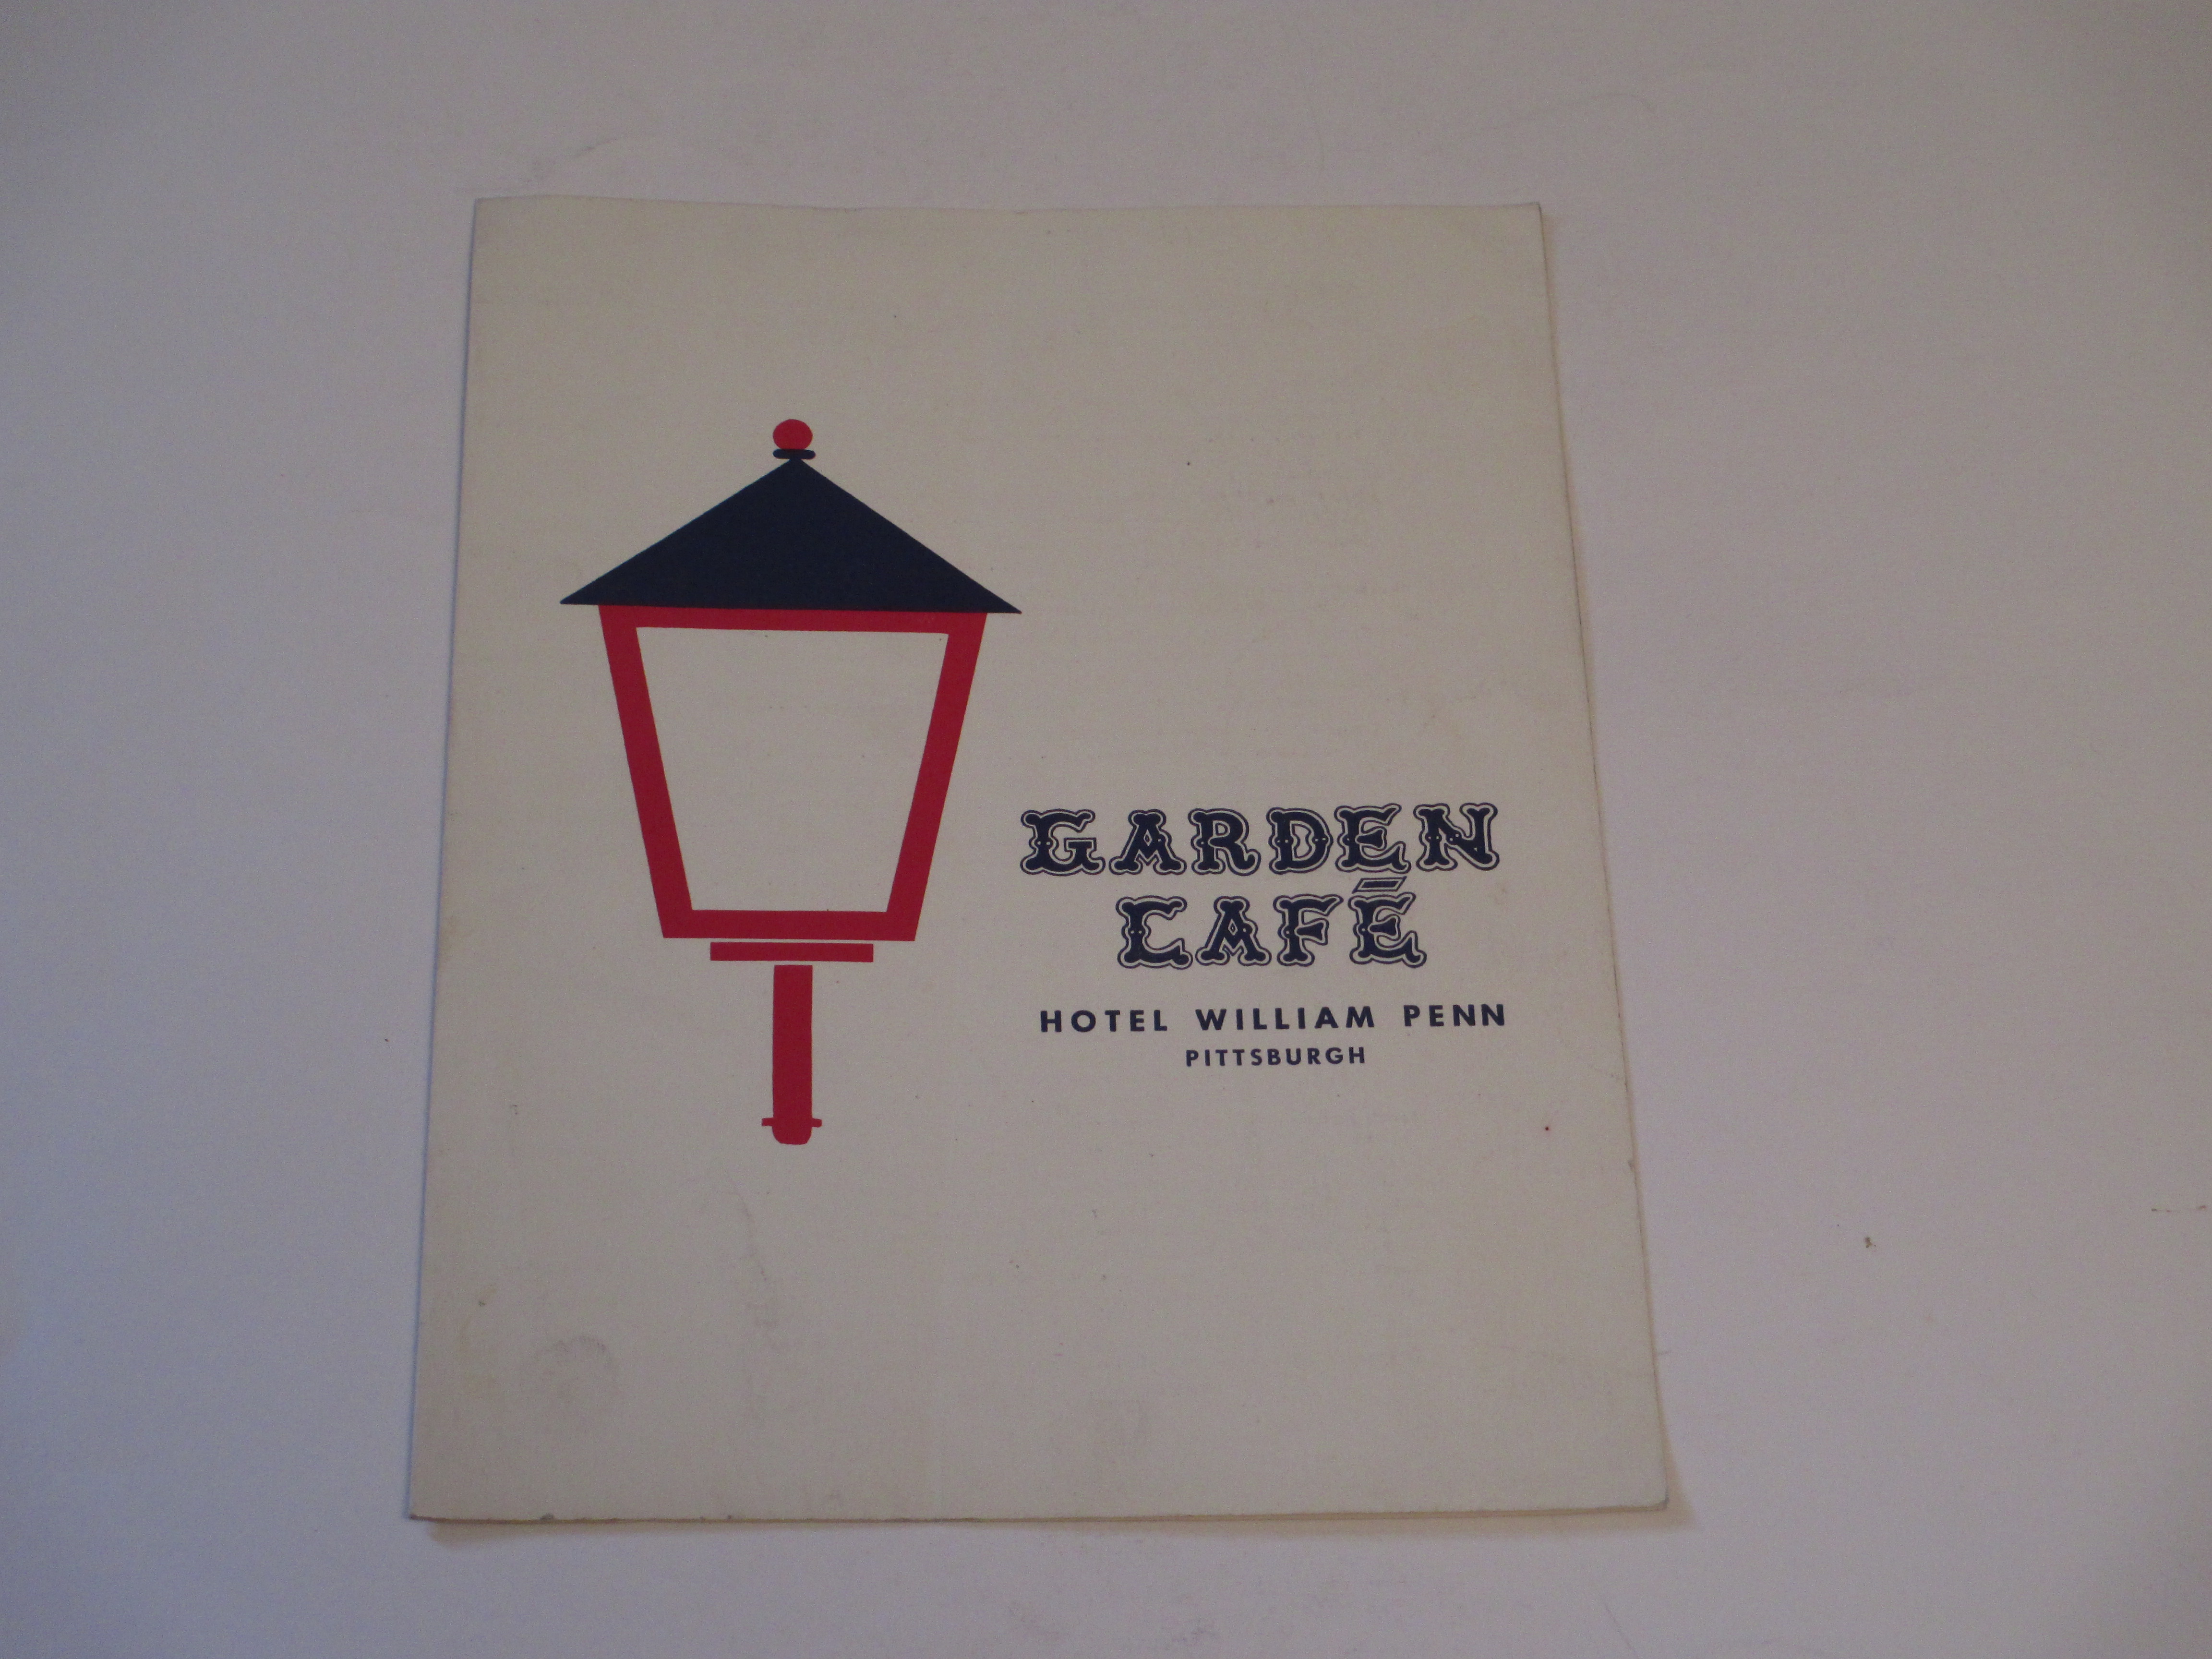 GARDEN
CAFÉ
HOTEL WILLIAM PENN
PITTSBURGH